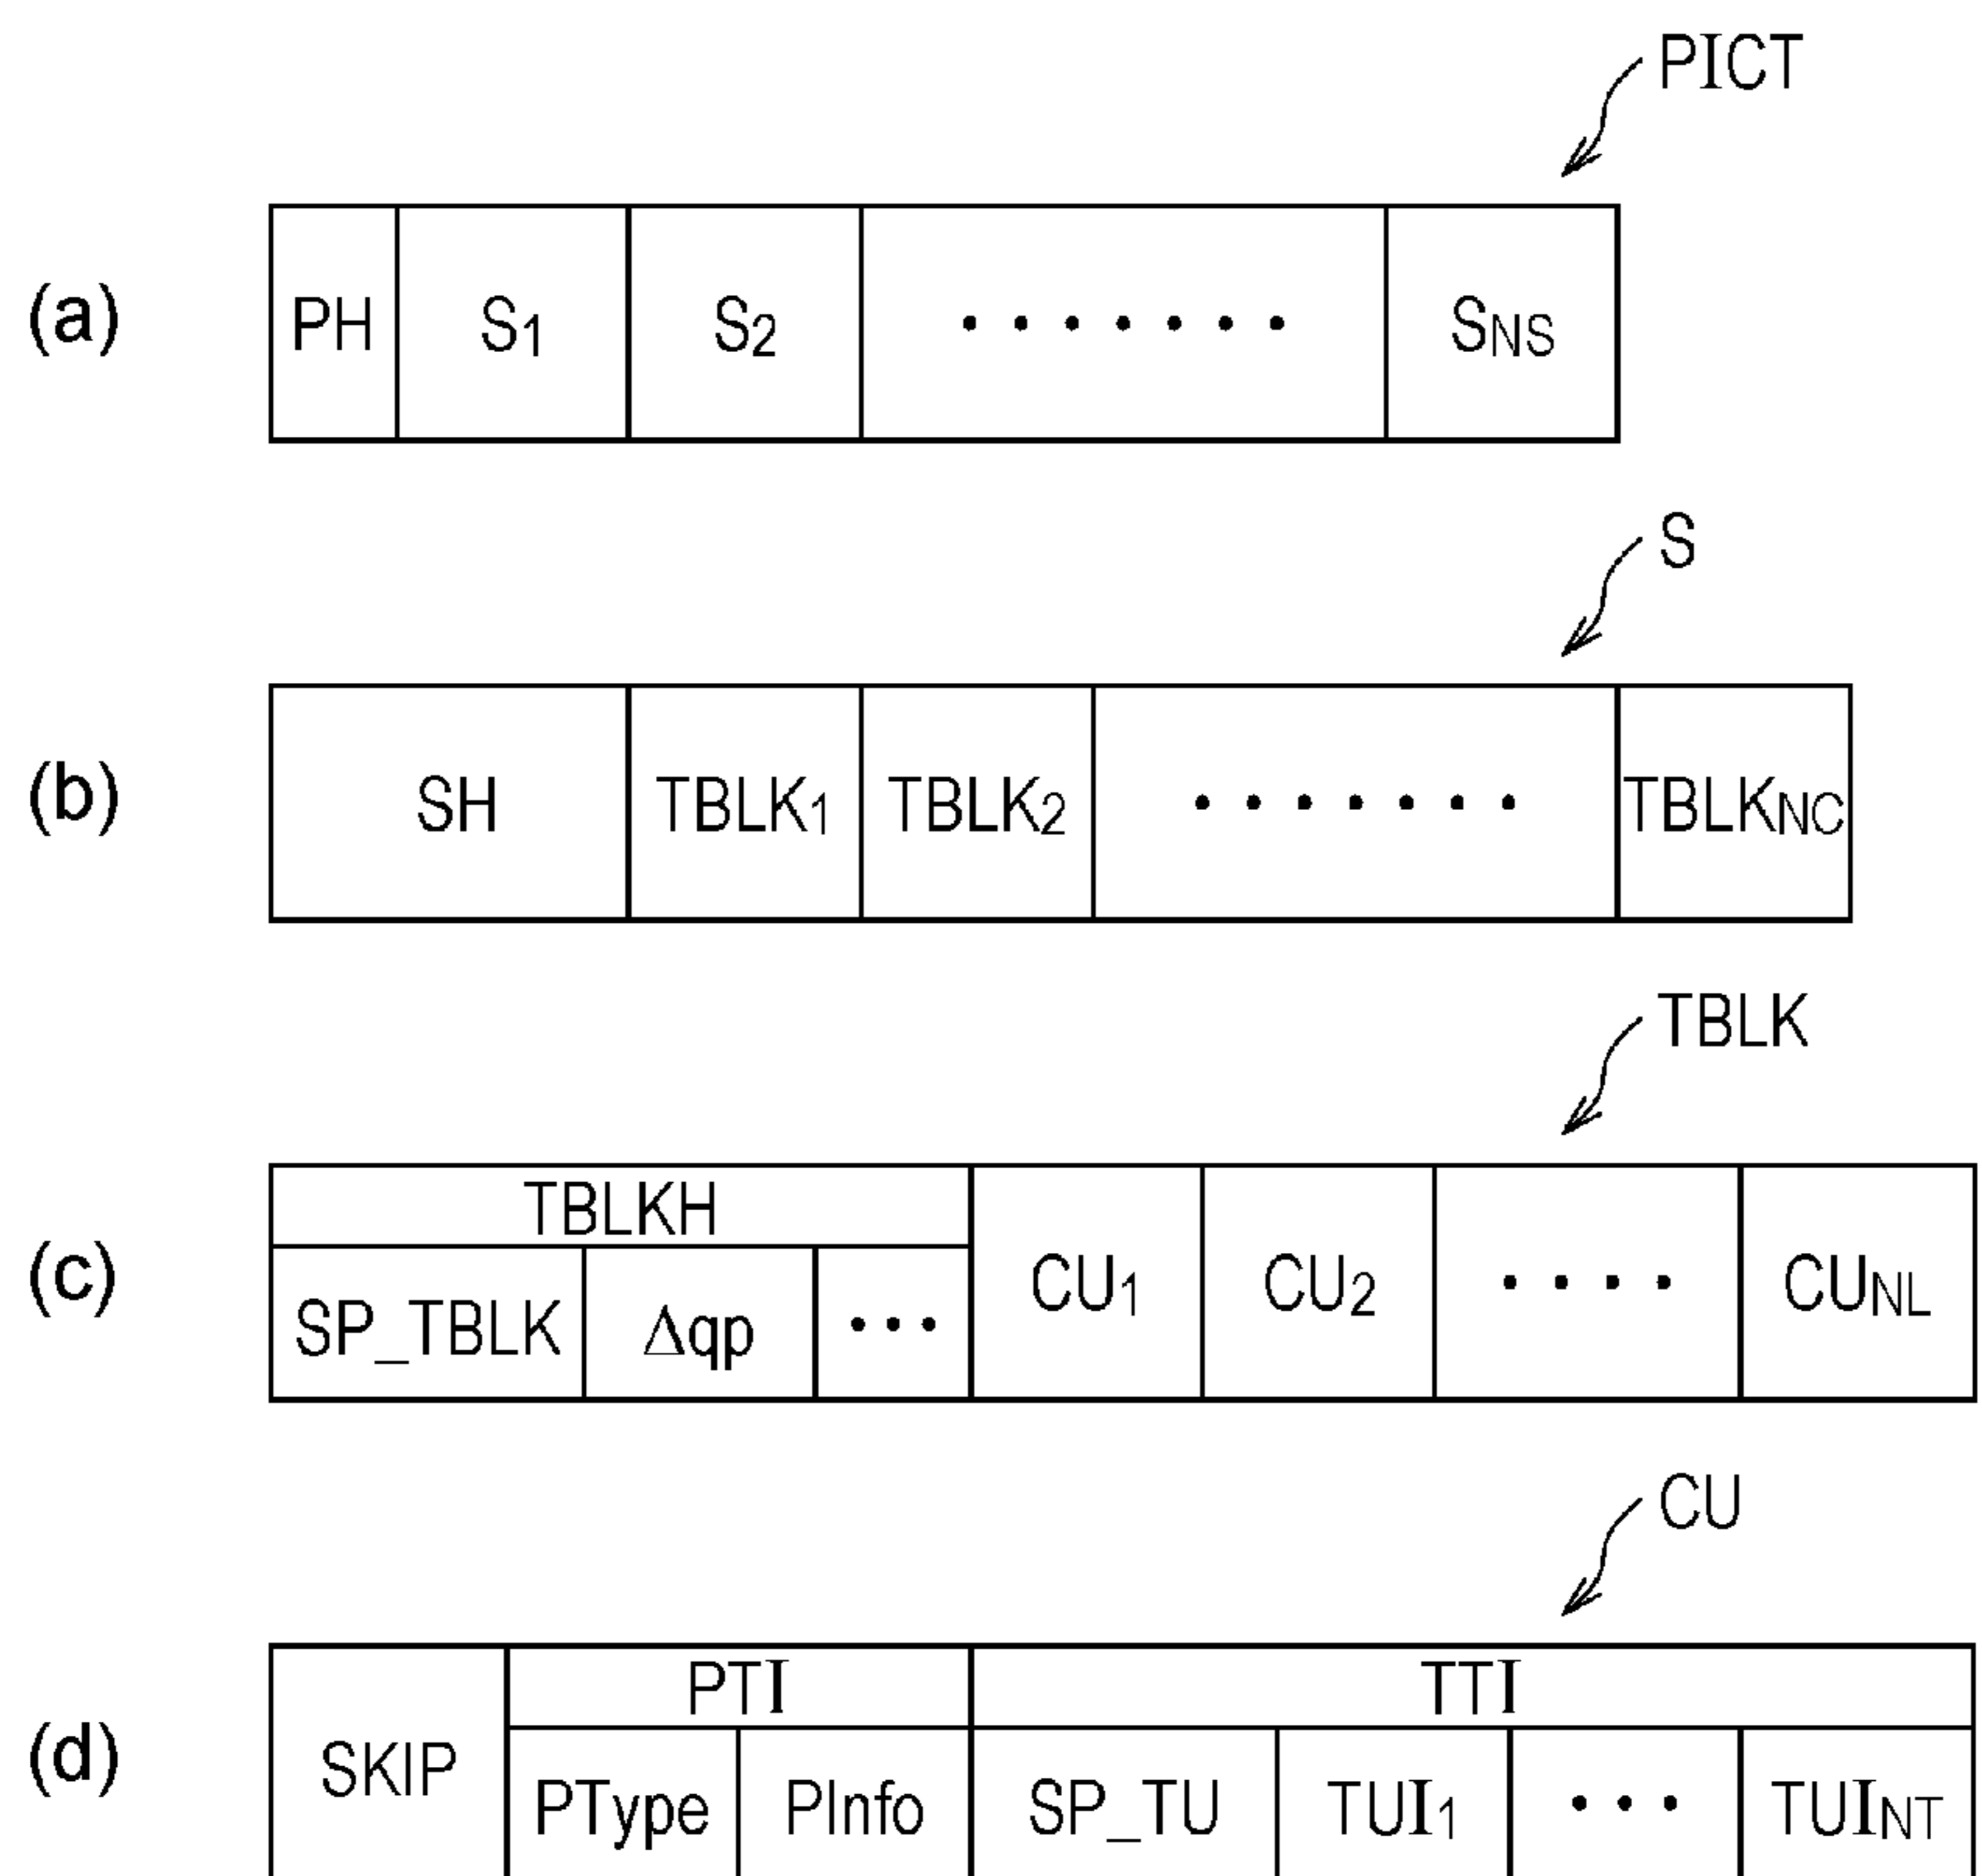 PICT
(a) PH S1 S2 ······· SNS
S
(b) SH TBLK1 TBLK2 ······· TBLKNC
TBLK
(c) TBLKH CU1 CU2 ···· CUNL
SP_TBLK Δqp ···
CU
(d) SKIP PTI TTI
PType PInfo SP_TU TUI1 ··· TUINT